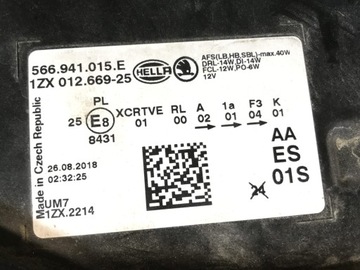 566.941.015.E
1ZX 012.669-25
HELLA
AFS(LB,HB,SBL)-max.40W
DRL-14W,DI-14W
FCL-12W,PO-6W
12V
PL
25 E8 XCRTVE RL A 1a F3 K
8431 01 00 02 01 04 01
Made in Czech Republic
26.08.2018
02:32:25
AA
ES
01S
24
UM7
E1ZX.2214